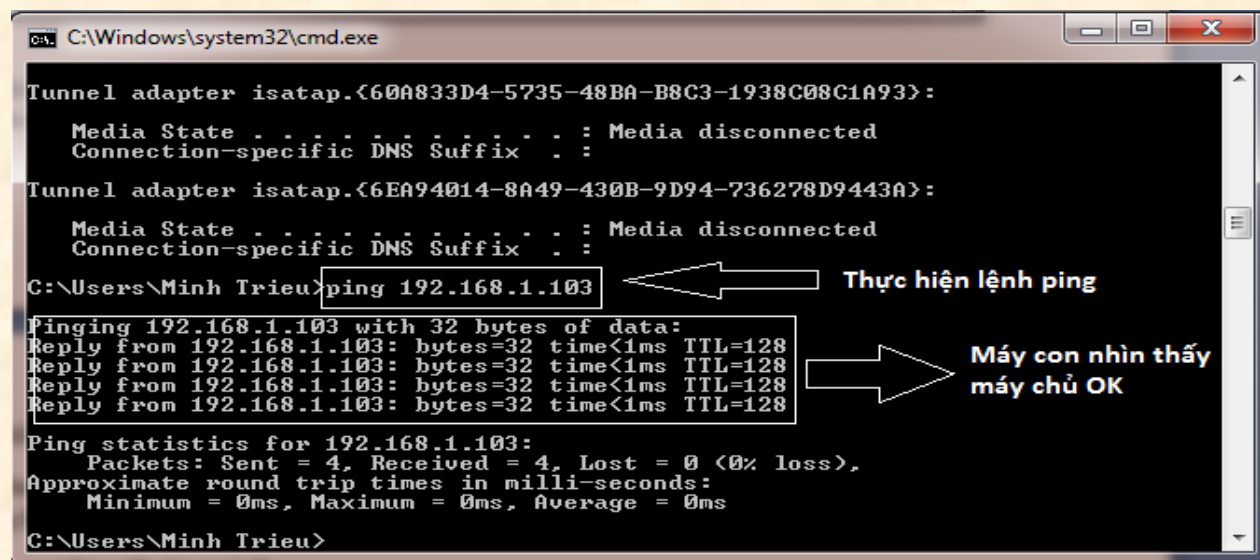 C:\Windows\system32\cmd.exe
Tunnel adapter isatap.{60A833D4-5735-48BA-B8C3-1938C08C1A93}:
Media State . . . . . . . . . . . : Media disconnected
Connection-specific DNS Suffix  . :
Tunnel adapter isatap.{6EA94014-8A49-430B-9D94-736278D9443A}:
Media State . . . . . . . . . . . : Media disconnected
Connection-specific DNS Suffix  . :
C:\Users\Minh Trieu>ping 192.168.1.103
Thực hiện lệnh ping
Pinging 192.168.1.103 with 32 bytes of data:
Reply from 192.168.1.103: bytes=32 time<1ms TTL=128
Reply from 192.168.1.103: bytes=32 time<1ms TTL=128
Reply from 192.168.1.103: bytes=32 time<1ms TTL=128
Reply from 192.168.1.103: bytes=32 time<1ms TTL=128
Máy con nhìn thấy
máy chủ OK
Ping statistics for 192.168.1.103:
Packets: Sent = 4, Received = 4, Lost = 0 (0% loss),
Approximate round trip times in milli-seconds:
Minimum = 0ms, Maximum = 0ms, Average = 0ms
C:\Users\Minh Trieu>